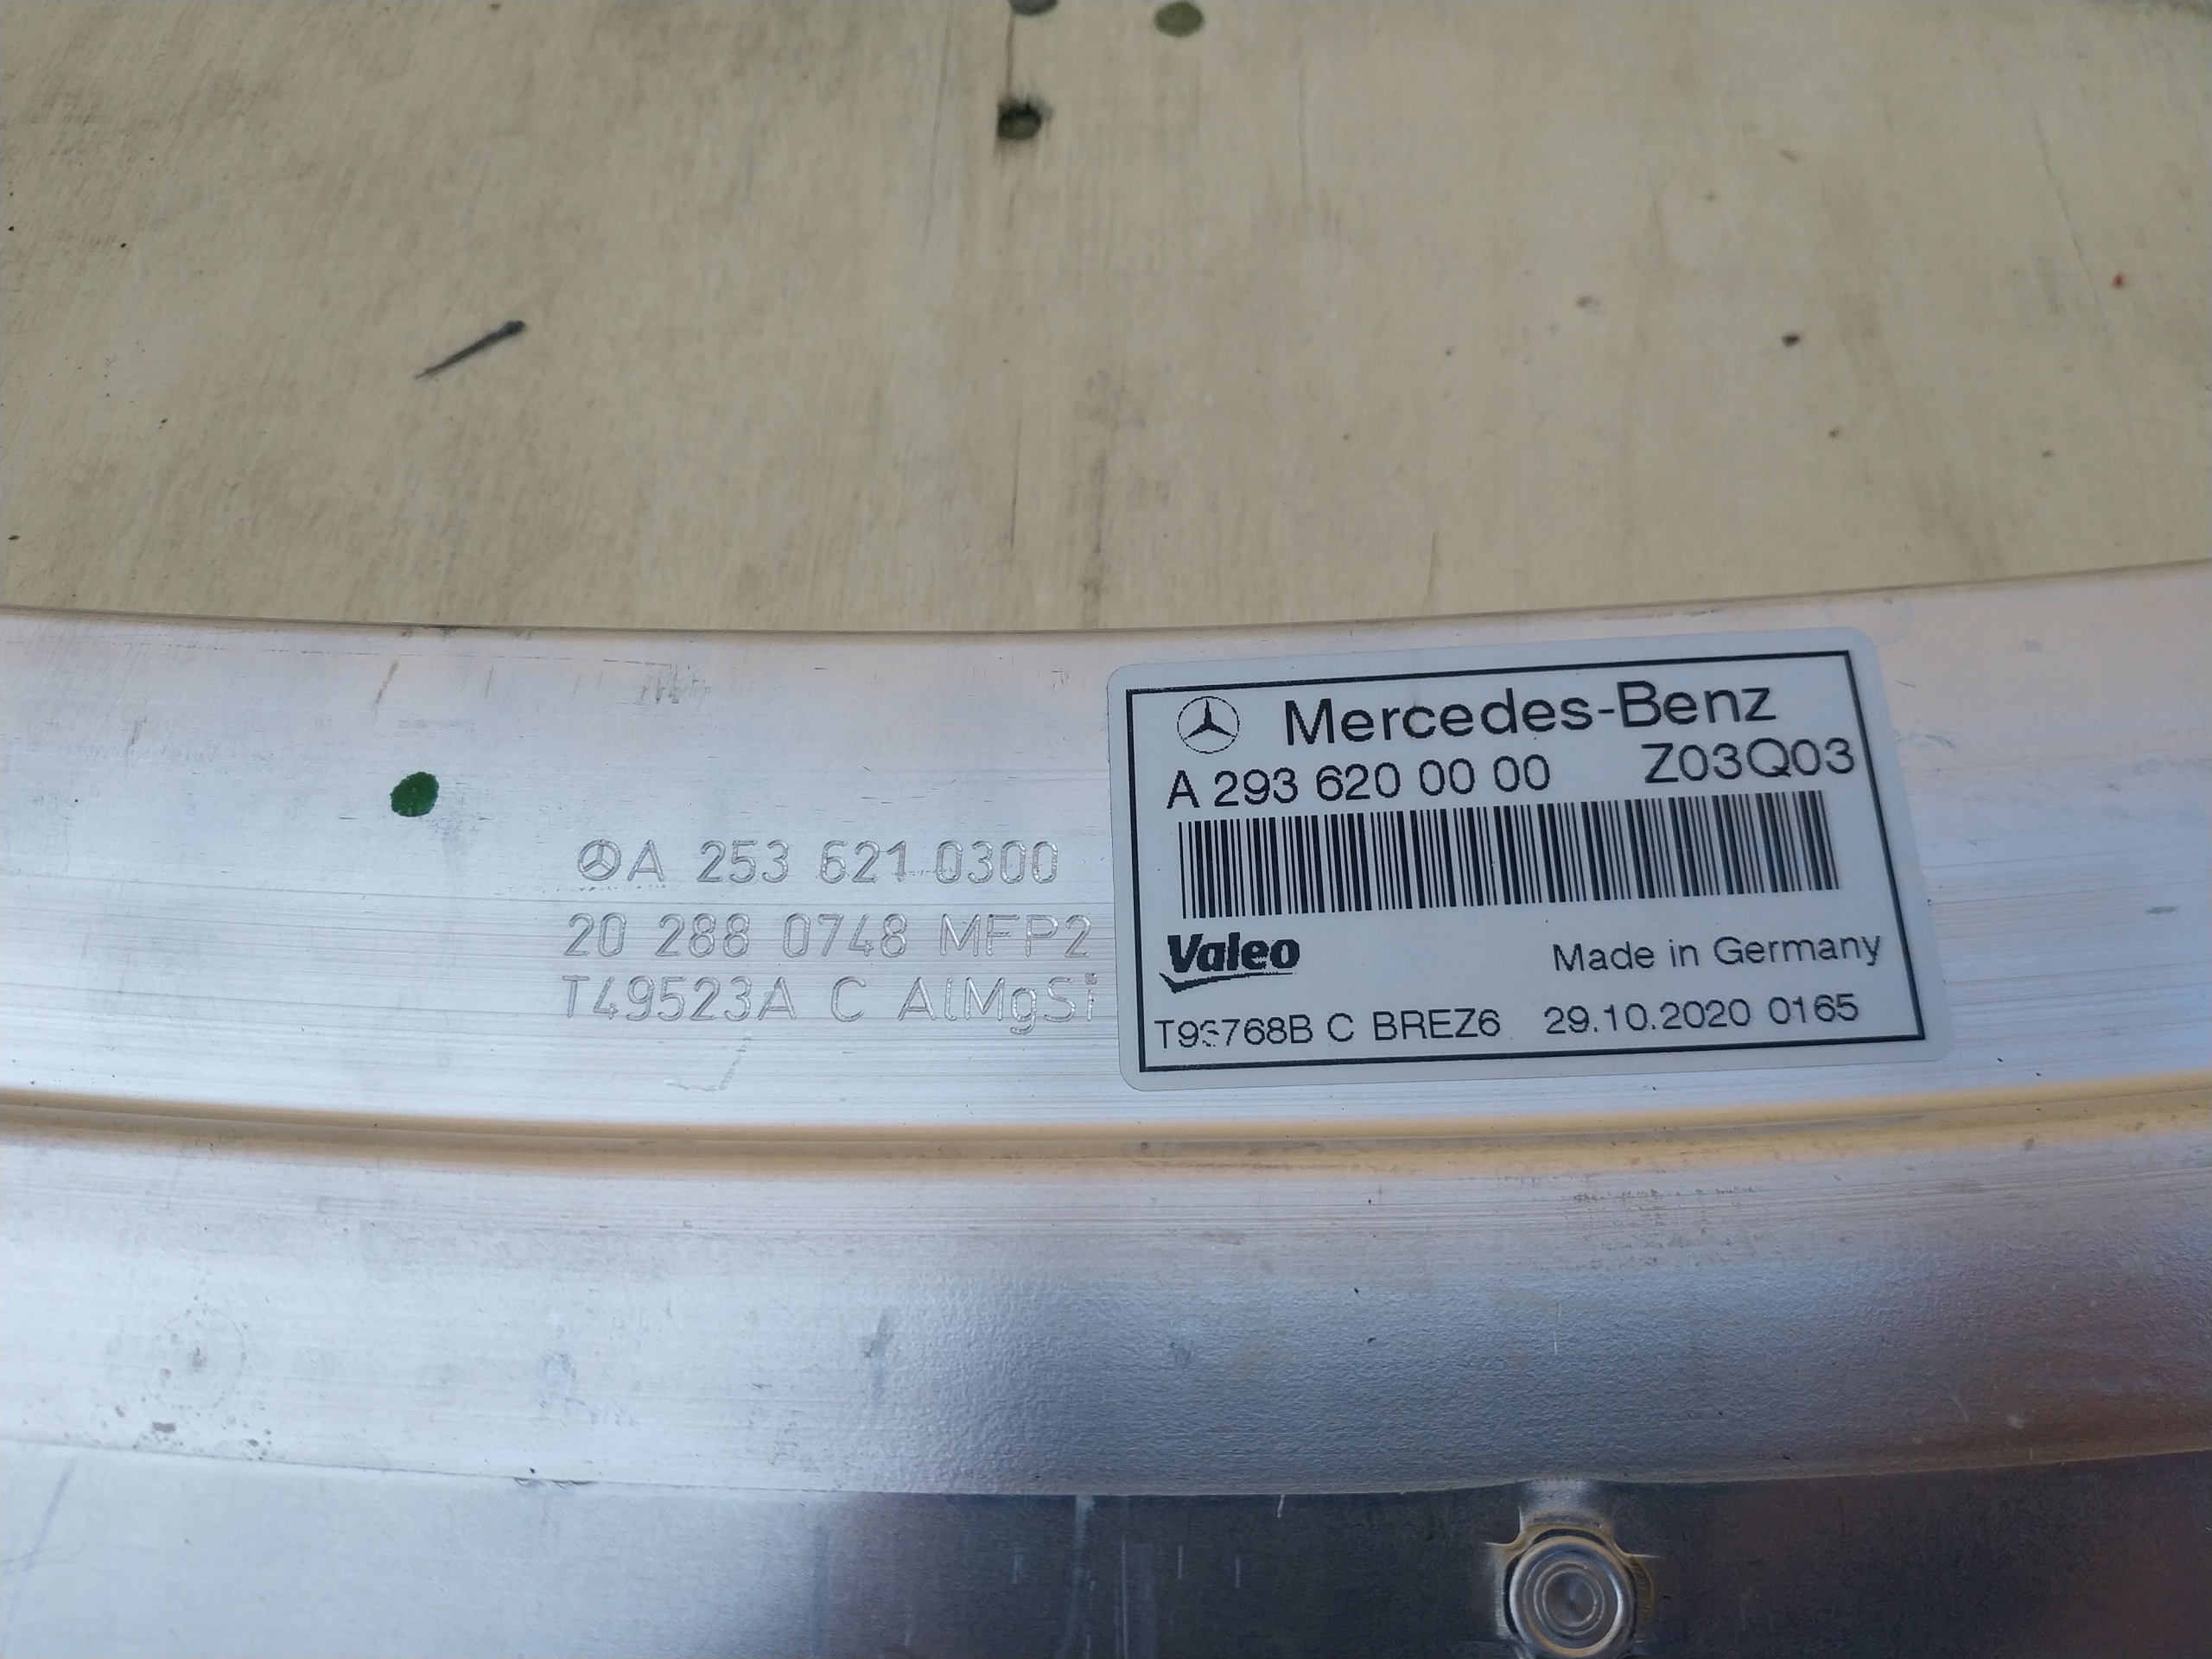 A 253 621 0300
20 288 0748 MFP2
T49523A C AlMgSi
Mercedes-Benz
A 293 620 00 00 Z03Q03
Valeo Made in Germany
C BREZ6 29.10.2020 0165